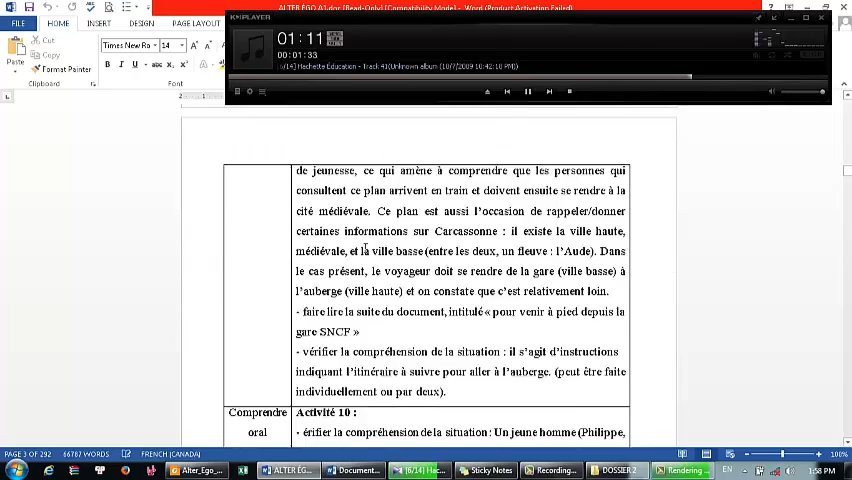 ALTER ÉGO A1.doc [Read-Only] [Compatibility Mode] - Word (Product Activation Failed)
FILE HOME INSERT DESIGN PAGE LAYOUT
Cut
Copy
Paste Format Painter
Clipboard
Times New Ro 14
Font
KMPLAYER
01:11
00:01:33
[6/14] Hachette Éducation - Track 41(Unknown album (10/7/2009 10:42:18 PM))
de jeunesse, ce qui amène à comprendre que les personnes qui
consultent ce plan arrivent en train et doivent ensuite se rendre à la
cité médiévale. Ce plan est aussi l'occasion de rappeler/donner
certaines informations sur Carcassonne : il existe la ville haute,
médiévale, et la ville basse (entre les deux, un fleuve : l'Aude). Dans
le cas présent, le voyageur doit se rendre de la gare (ville basse) à
l'auberge (ville haute) et on constate que c'est relativement loin.
- faire lire la suite du document, intitulé « pour venir à pied depuis la
gare SNCF »
- vérifier la compréhension de la situation : il s'agit d'instructions
indiquant l'itinéraire à suivre pour aller à l'auberge. (peut être faite
individuellement ou par deux).
Comprendre Activité 10 :
oral - érifier la compréhension de la situation : Un jeune homme (Philippe,
PAGE 3 OF 292 66787 WORDS FRENCH (CANADA) 100%
Alter_Ego_... ALTER ÉG... Document... [6/14] Hac... Sticky Notes Recording... DOSSIER 2 Rendering ... EN 1:58 PM